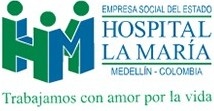 EMPRESA SOCIAL DEL ESTADO
HOSPITAL
LA MARÍA
MEDELLÍN - COLOMBIA
Trabajamos con amor por la vida